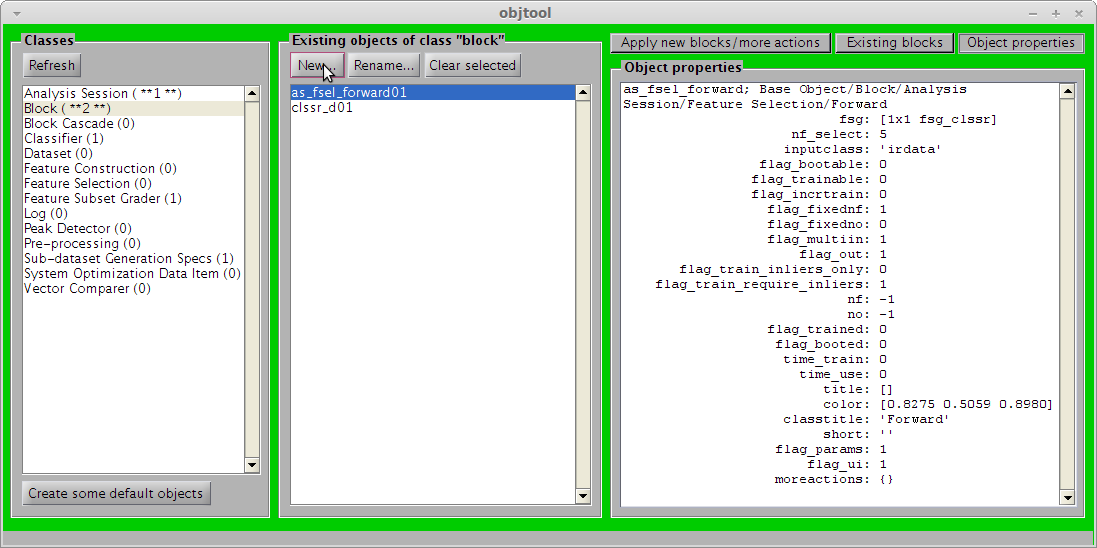 objtool
Classes
Refresh
Analysis Session ( **1 **)
Block ( **2 **)
Block Cascade (0)
Classifier (1)
Dataset (0)
Feature Construction (0)
Feature Selection (0)
Feature Subset Grader (1)
Log (0)
Peak Detector (0)
Pre-processing (0)
Sub-dataset Generation Specs (1)
System Optimization Data Item (0)
Vector Comparer (0)
Create some default objects
Existing objects of class "block"
New...
Rename...
Clear selected
as_fsel_forward01
clssr_d01
Apply new blocks/more actions
Existing blocks
Object properties
Object properties
as_fsel_forward; Base Object/Block/Analysis
Session/Feature Selection/Forward
fsg: [1x1 fsg_clssr]
nf_select: 5
inputclass: 'irdata'
flag_bootable: 0
flag_trainable: 0
flag_incrtrain: 0
flag_fixednf: 1
flag_fixedno: 0
flag_multiin: 1
flag_out: 1
flag_train_inliers_only: 0
flag_train_require_inliers: 1
nf: -1
no: -1
flag_trained: 0
flag_booted: 0
time_train: 0
time_use: 0
title: []
color: [0.8275 0.5059 0.8980]
classtitle: 'Forward'
short: ''
flag_params: 1
flag_ui: 1
moreactions: {}